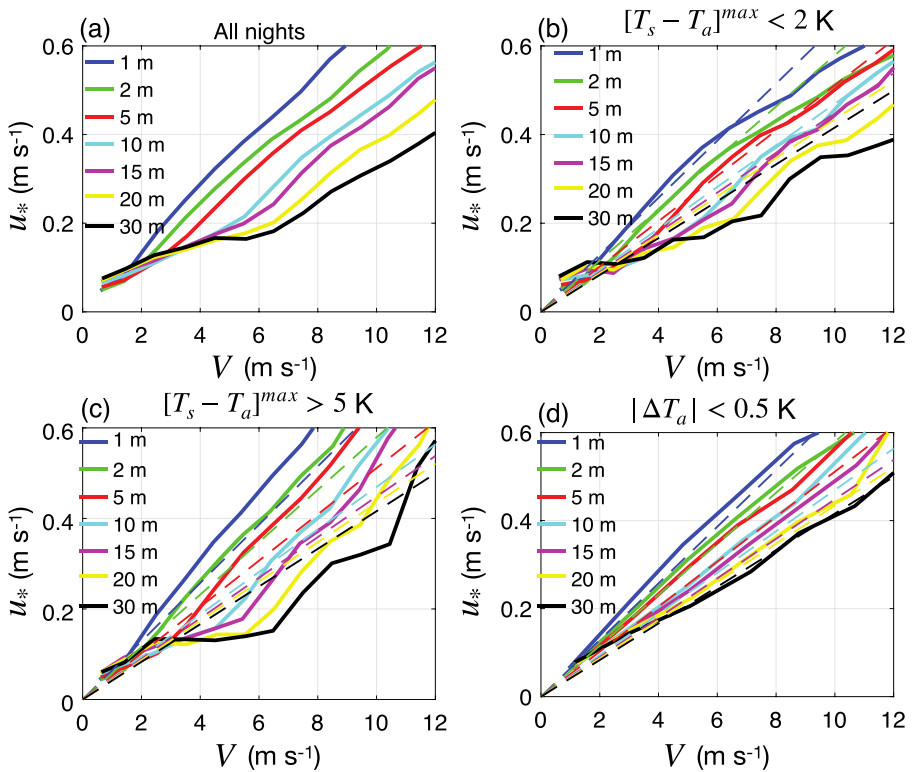 (a)
All nights
0.6
0.4
0.2
0
u* (m s-1)
1 m
2 m
5 m
10 m
15 m
20 m
30 m
0 2 4 6 8 10 12
V (m s-1)
(b)
[Ts − Ta]max < 2 K
0.6
0.4
0.2
0
u* (m s-1)
1 m
2 m
5 m
10 m
15 m
20 m
30 m
0 2 4 6 8 10 12
V (m s-1)
(c)
[Ts − Ta]max > 5 K
0.6
0.4
0.2
0
u* (m s-1)
1 m
2 m
5 m
10 m
15 m
20 m
30 m
0 2 4 6 8 10 12
V (m s-1)
(d)
|ΔTa| < 0.5 K
0.6
0.4
0.2
0
u* (m s-1)
1 m
2 m
5 m
10 m
15 m
20 m
30 m
0 2 4 6 8 10 12
V (m s-1)